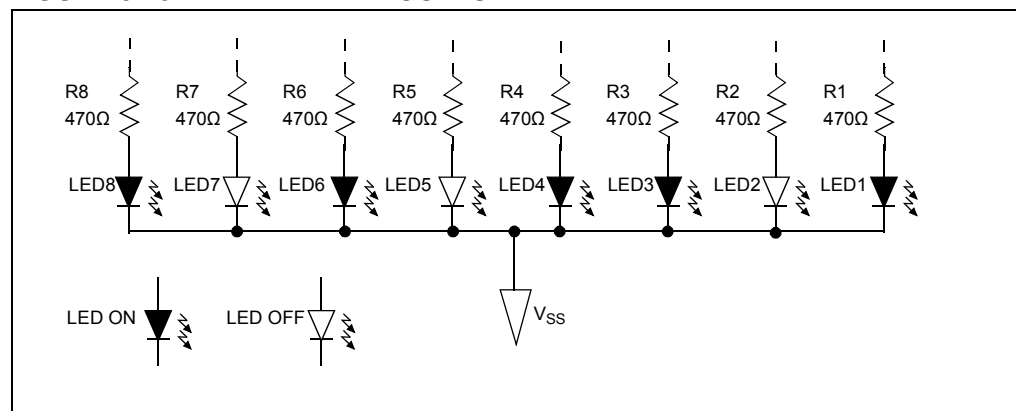 R8 R7 R6 R5 R4 R3 R2 R1
470Ω 470Ω 470Ω 470Ω 470Ω 470Ω 470Ω 470Ω
LED8 LED7 LED6 LED5 LED4 LED3 LED2 LED1
LED ON LED OFF VSS